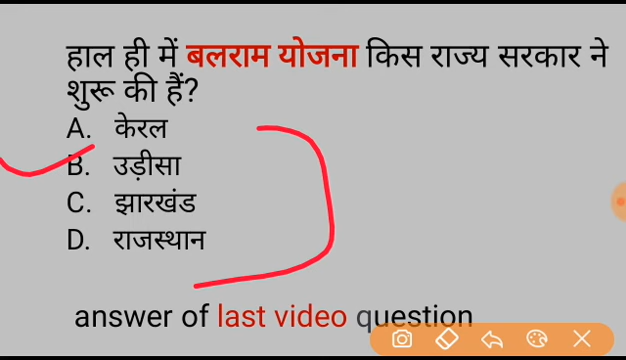 हाल ही में बलराम योजना किस राज्य सरकार ने
शुरू की हैं?
A. केरल
B. उड़ीसा
C. झारखंड
D. राजस्थान
answer of last video question